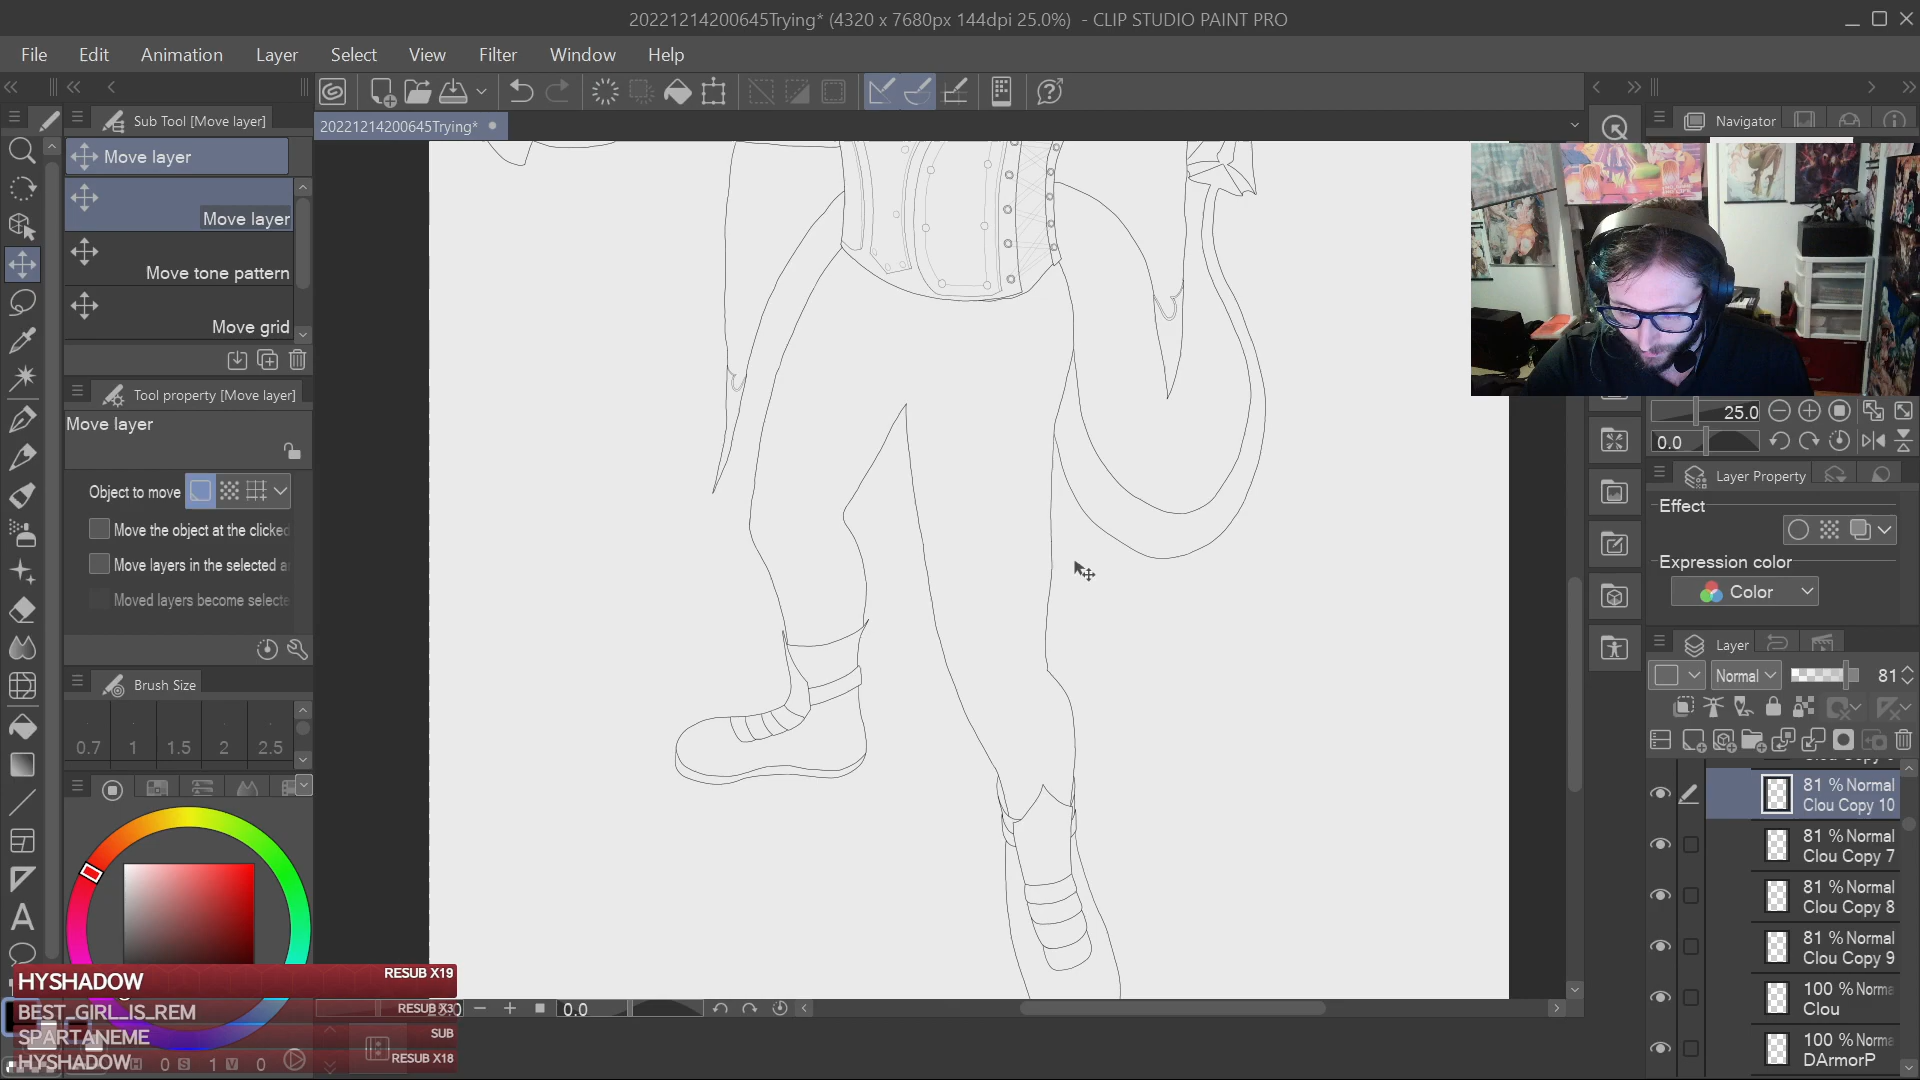 20221214200645Trying* (4320 x 7680px 144dpi 25.0%)  - CLIP STUDIO PAINT PRO
File Edit Animation Layer Select View Filter Window Help
Sub Tool [Move layer]
20221214200645Trying*
Navigator
Move layer
Move layer
Move tone pattern
Move grid
Tool property [Move layer]
Move layer
Object to move
Move the object at the clicked
Move layers in the selected a
Moved layers become selecte
Brush Size
0.7 1 1.5 2 2.5
25.0
0.0
Layer Property
Effect
Expression color
Color
Layer
Normal 81
81 % Normal
Clou Copy 10
81 % Normal
Clou Copy 7
81 % Normal
Clou Copy 8
81 % Normal
Clou Copy 9
100 % Norma
Clou
100 % Norma
DArmorP
HYSHADOW RESUB X19
BEST_GIRL_IS_REM RESUB X3
SPARTANEME SUB
HYSHADOW RESUB X18
0.0
H 0 S 1 V 0